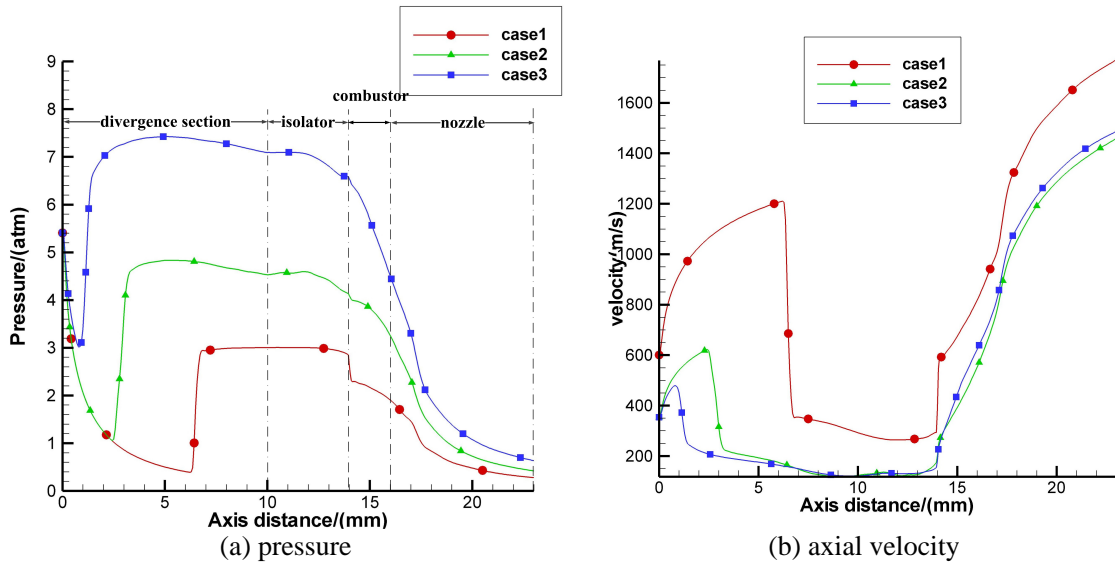 case1
case2
case3
9
8
7
6
5
4
3
2
1
0
Pressure/(atm)
combustor
divergence section
isolator
nozzle
0
5
10
15
20
Axis distance/(mm)
(a) pressure
case1
case2
case3
1600
1400
1200
1000
800
600
400
200
velocity/(m/s)
0
5
10
15
20
Axis distance/(mm)
(b) axial velocity